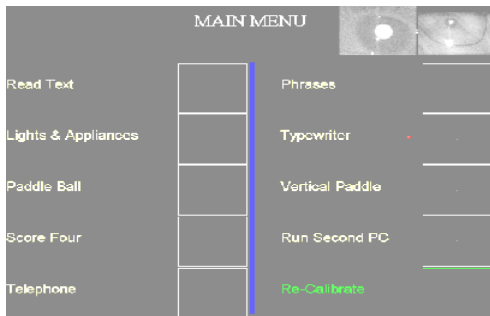 MAIN MENU
Read Text
Phrases
Lights & Appliances
Typewriter
Paddle Ball
Vertical Paddle
Score Four
Run Second PC
Telephone
Re-Calibrate